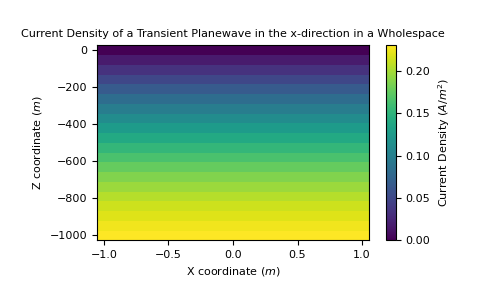 Current Density of a Transient Planewave in the x-direction in a Wholespace
0
−200
−400
−600
−800
−1000
Z coordinate (m)
−1.0 −0.5 0.0 0.5 1.0
X coordinate (m)
0.20
0.15
0.10
0.05
0.00
Current Density (A/m²)